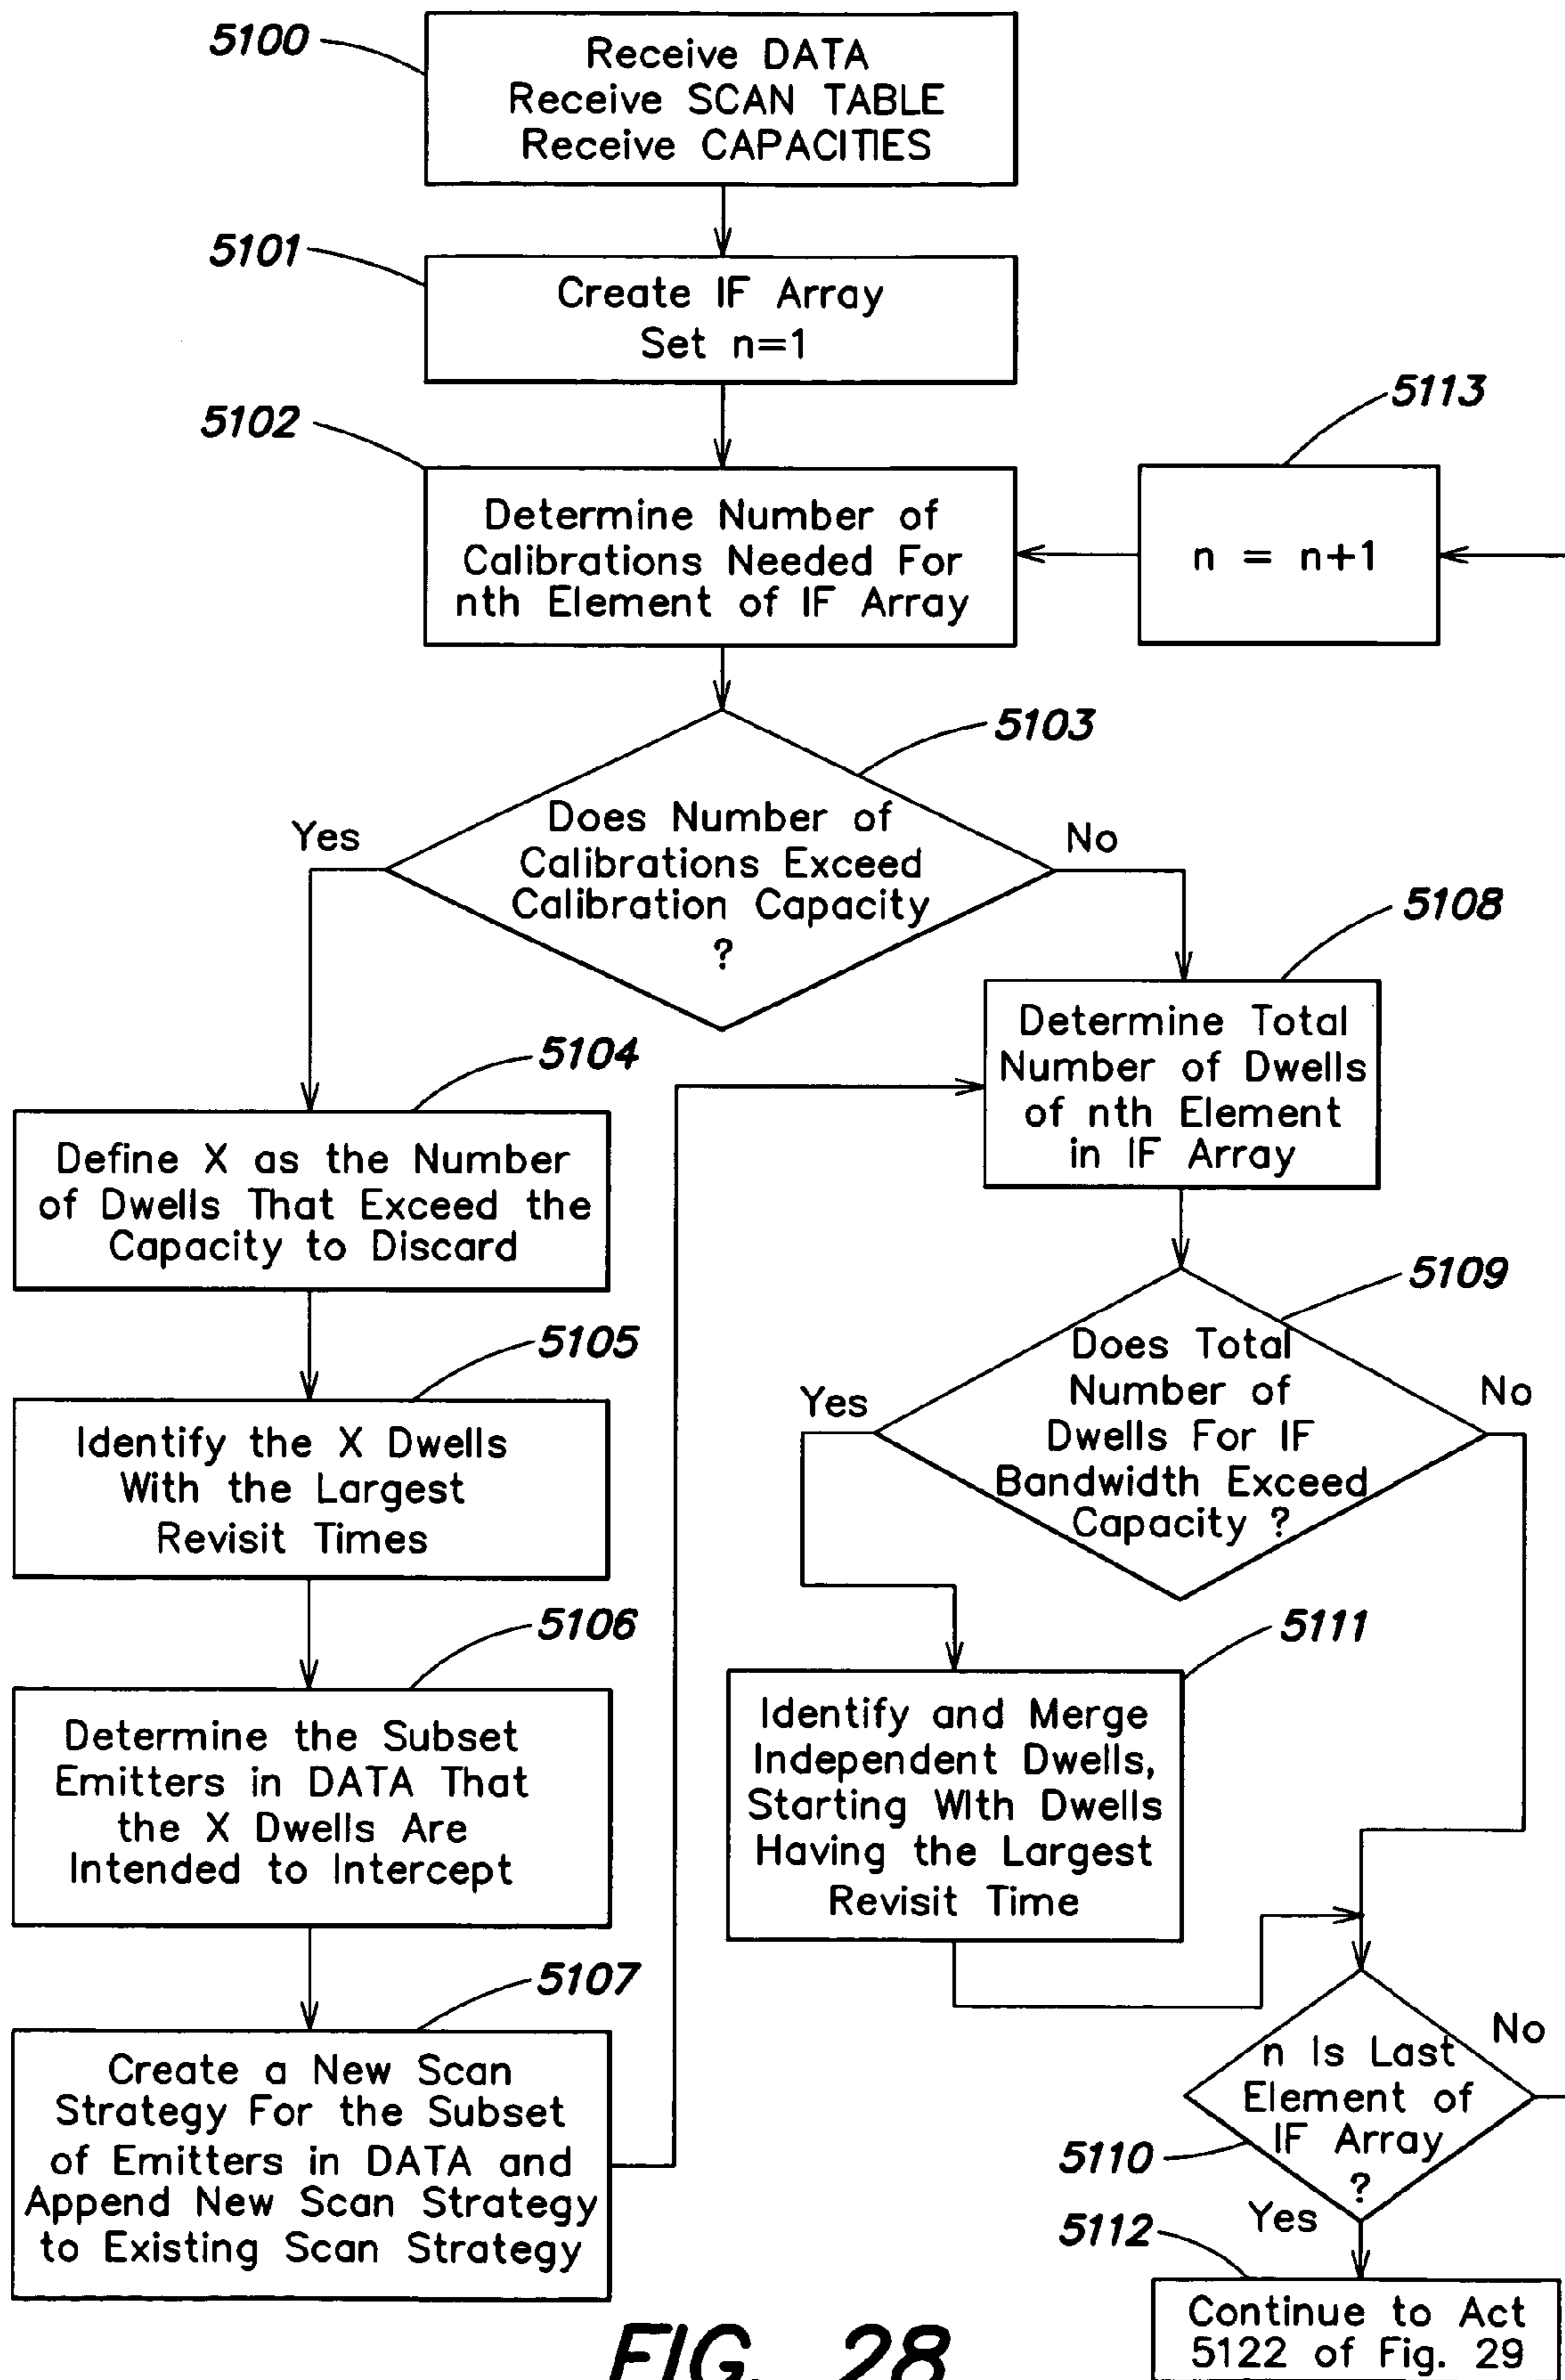 5100
Receive DATA
Receive SCAN TABLE
Receive CAPACITIES
5101
Create IF Array
Set n=1
5102
Determine Number of
Calibrations Needed For
nth Element of IF Array
5113
n = n+1
5103
Does Number of
Calibrations Exceed
Calibration Capacity
?
Yes
No
5104
Define X as the Number
of Dwells That Exceed the
Capacity to Discard
5105
Identify the X Dwells
With the Largest
Revisit Times
5106
Determine the Subset
Emitters in DATA That
the X Dwells Are
Intended to Intercept
5107
Create a New Scan
Strategy For the Subset
of Emitters in DATA and
Append New Scan Strategy
to Existing Scan Strategy
5108
Determine Total
Number of Dwells
of nth Element
in IF Array
5109
Does Total
Number of
Dwells For IF
Bandwidth Exceed
Capacity ?
Yes
No
5111
Identify and Merge
Independent Dwells,
Starting WIth Dwells
Having the Largest
Revisit Time
5110
n Is Last
Element of
IF Array
?
No
Yes
5112
Continue to Act
5122 of Fig. 29
FIG. 28